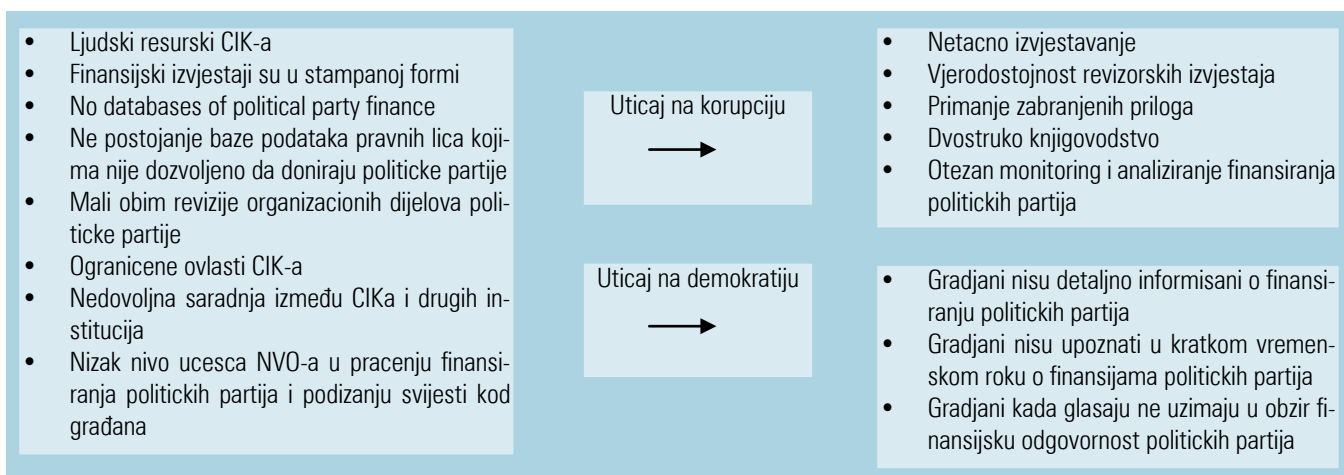 • Ljudski resurski CIK-a
• Finansijski izvjestaji su u stampanoj formi
• No databases of political party finance
• Ne postojanje baze podataka pravnih lica koji-
ma nije dozvoljeno da doniraju politicke partije
• Mali obim revizije organizacionih dijelova poli-
ticke partije
• Ogranicene ovlasti CIK-a
• Nedovoljna saradnja između CIKa i drugih in-
stitucija
• Nizak nivo ucesca NVO-a u pracenju finansi-
ranja politickih partija i podizanju svijesti kod
građana
Uticaj na korupciju
Uticaj na demokratiju
• Netacno izvjestavanje
• Vjerodostojnost revizorskih izvjestaja
• Primanje zabranjenih priloga
• Dvostruko knjigovodstvo
• Otezan monitoring i analiziranje finansiranja
politickih partija
• Gradjani nisu detaljno informisani o finansi-
ranju politickih partija
• Gradjani nisu upoznati u kratkom vremen-
skom roku o finansijama politickih partija
• Gradjani kada glasaju ne uzimaju u obzir fi-
nansijsku odgovornost politickih partija